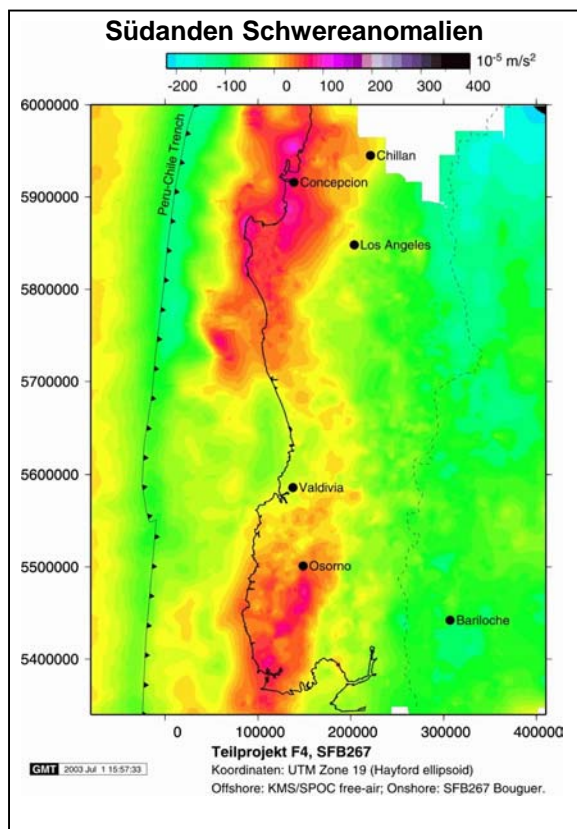 Südanden Schwereanomalien
10⁻⁵ m/s²
-200 -100 0 100 200 300 400
6000000
Peru-Chile Trench
Chillan
5900000
Concepcion
Los Angeles
5800000
5700000
5600000
Valdivia
5500000
Osorno
Bariloche
5400000
0 100000 200000 300000 400000
Teilprojekt F4, SFB267
GMT 2003 Jul 1 15:57:33
Koordinaten: UTM Zone 19 (Hayford ellipsoid)
Offshore: KMS/SPOC free-air; Onshore: SFB267 Bouguer.